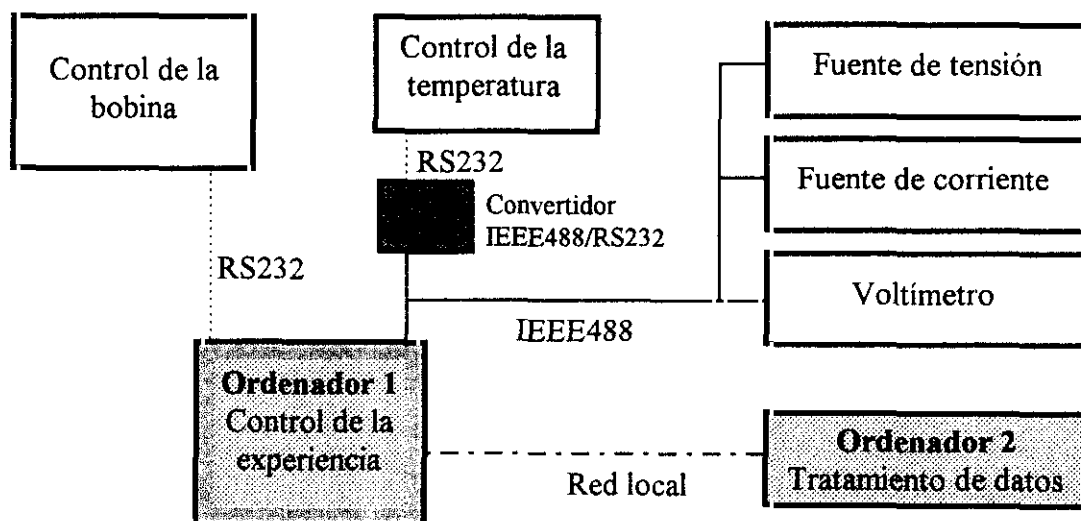 Control de la
bobina
Control de la
temperatura
Fuente de tensión
RS232
Fuente de corriente
Convertidor
IEEE488/RS232
RS232
Voltímetro
IEEE488
Ordenador 1
Control de la
experiencia
Ordenador 2
Tratamiento de datos
Red local